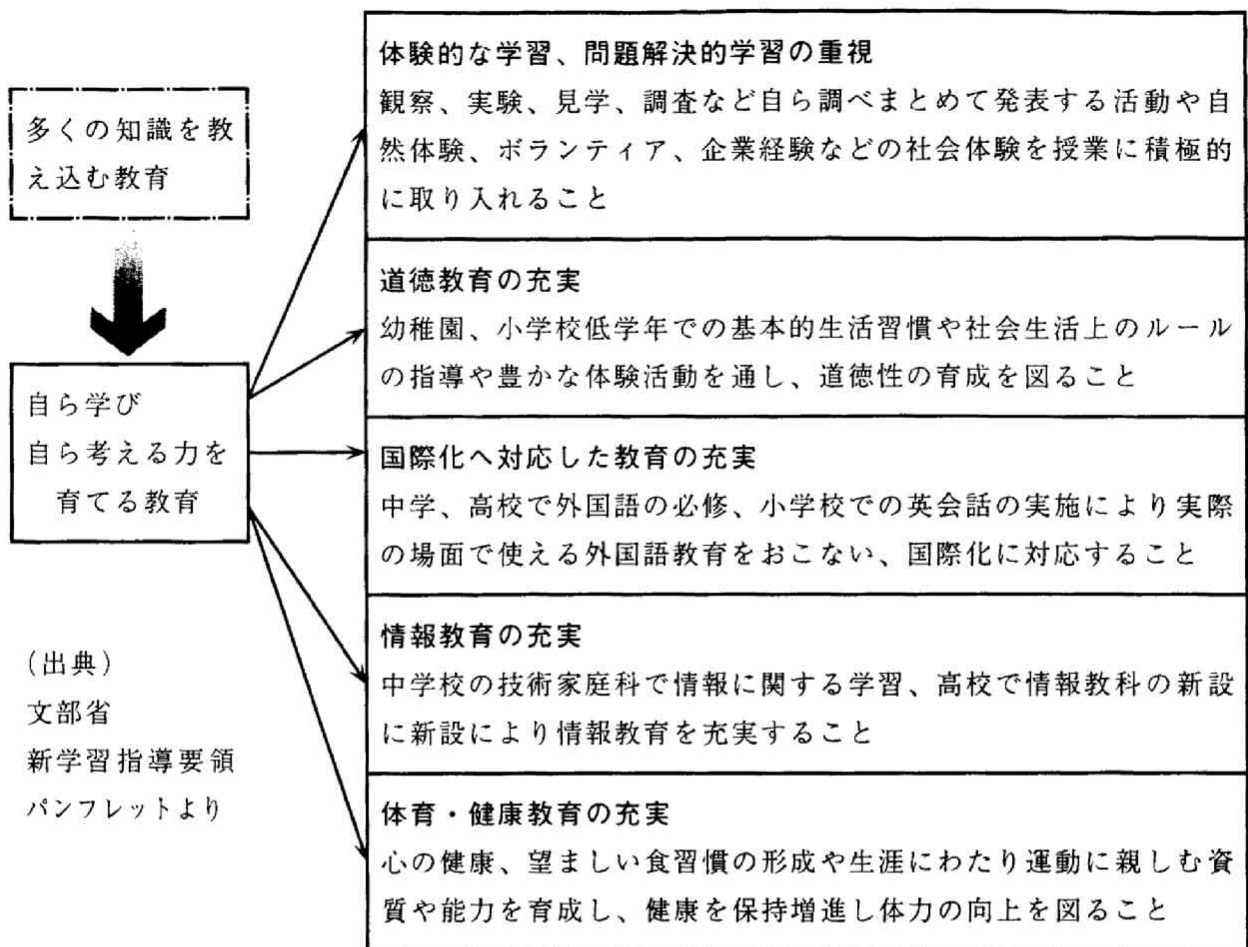 多くの知識を教
え込む教育
自ら学び
自ら考える力を
育てる教育
(出典)
文部省
新学習指導要領
パンフレットより
体験的な学習、問題解決的学習の重視
観察、実験、見学、調査など自ら調べまとめて発表する活動や自
然体験、ボランティア、企業経験などの社会体験を授業に積極的
に取り入れること
道徳教育の充実
幼稚園、小学校低学年での基本的生活習慣や社会生活上のルール
の指導や豊かな体験活動を通し、道徳性の育成を図ること
国際化へ対応した教育の充実
中学、高校で外国語の必修、小学校での英会話の実施により実際
の場面で使える外国語教育をおこない、国際化に対応すること
情報教育の充実
中学校の技術家庭科で情報に関する学習、高校で情報教科の新設
に新設により情報教育を充実すること
体育・健康教育の充実
心の健康、望ましい食習慣の形成や生涯にわたり運動に親しむ資
質や能力を育成し、健康を保持増進し体力の向上を図ること